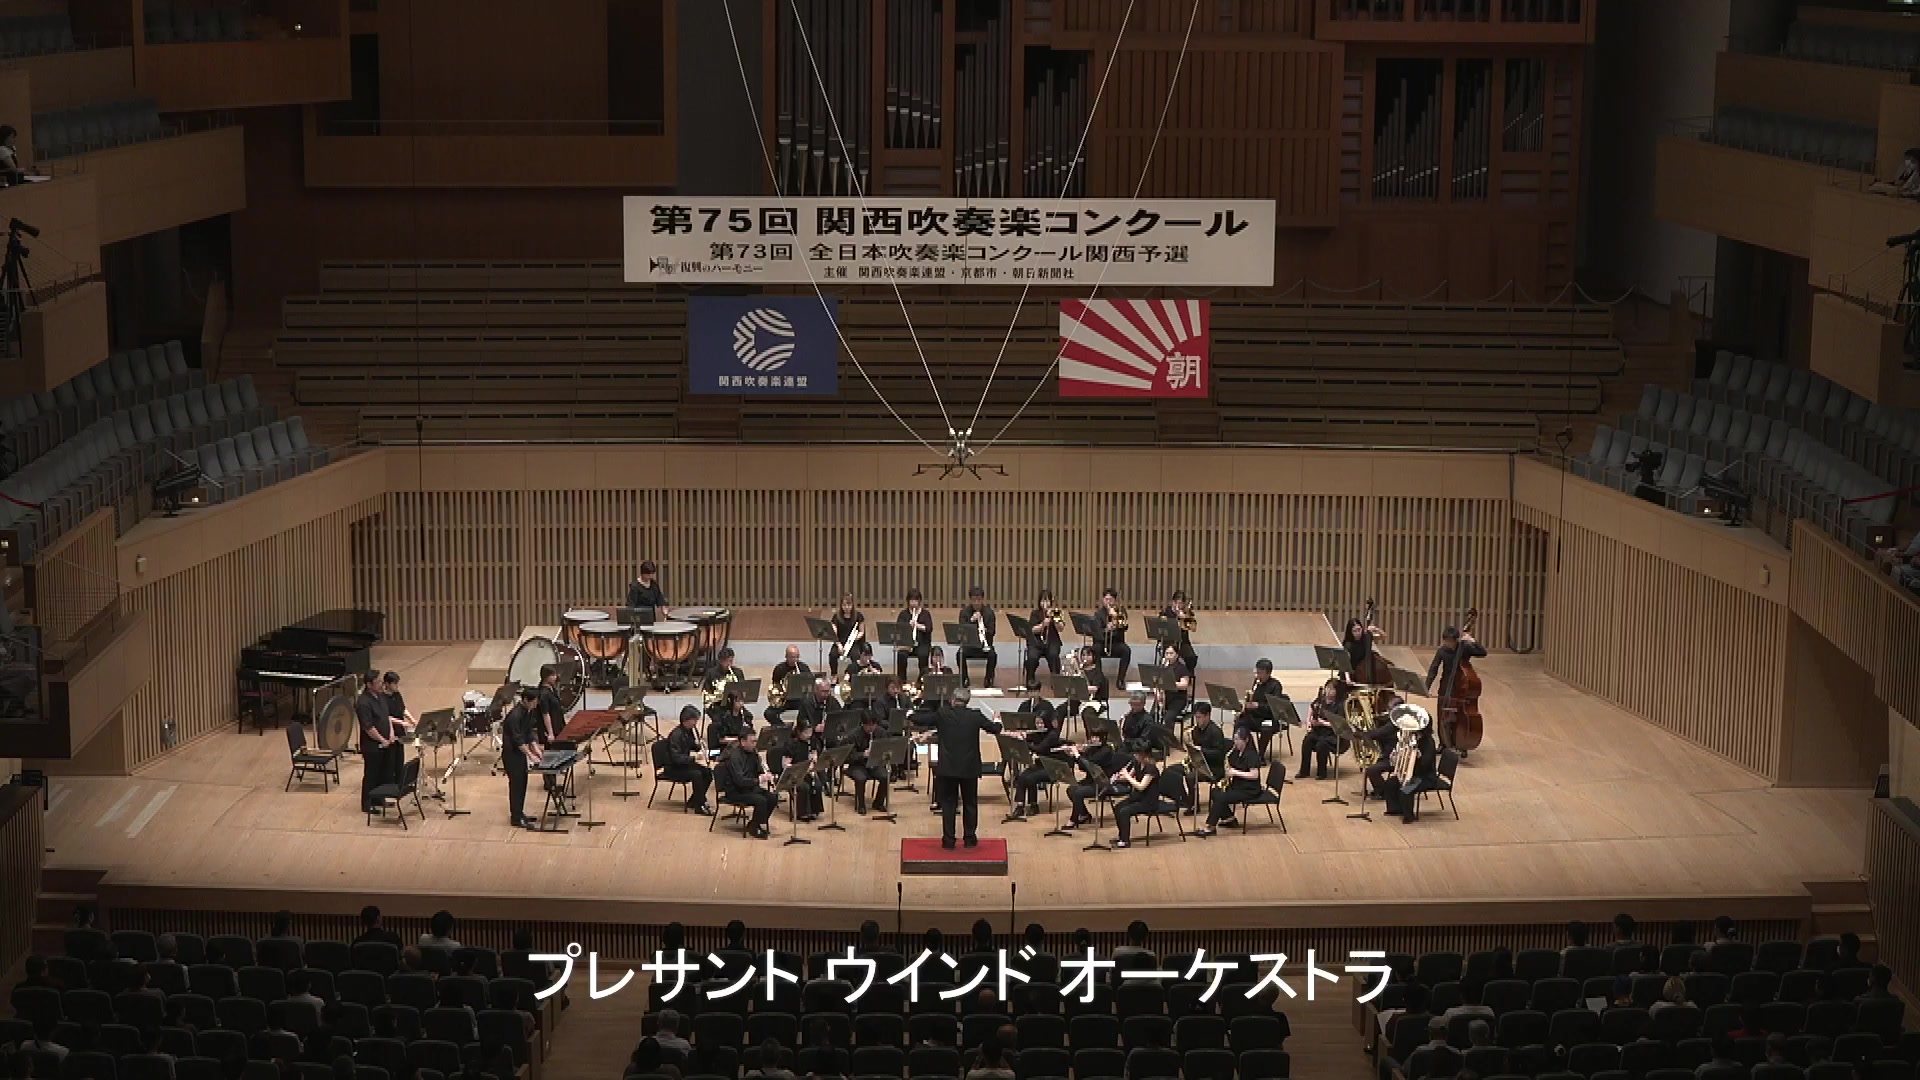 第75回 関西吹奏楽コンクール
第73回 全日本吹奏楽コンクール関西予選
復興のハーモニー
主催 関西吹奏楽連盟・京都市・朝日新聞社
関西吹奏楽連盟
朝
プレサント ウインド オーケストラ